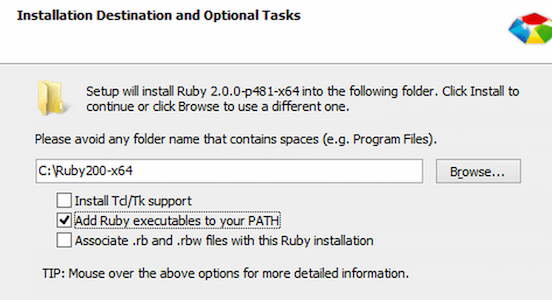 Installation Destination and Optional Tasks
Setup will install Ruby 2.0.0-p481-x64 into the following folder. Click Install to
continue or click Browse to use a different one.
Please avoid any folder name that contains spaces (e.g. Program Files).
C:\Ruby200-x64
Browse...
Install Tcl/Tk support
Add Ruby executables to your PATH
Associate .rb and .rbw files with this Ruby installation
TIP: Mouse over the above options for more detailed information.